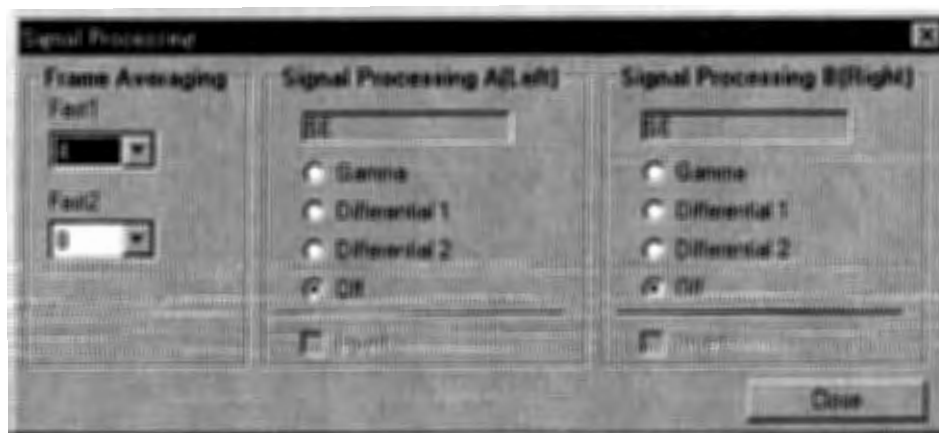 Signal Processing
Frame Averaging
Fast1
Fast2
8
Signal Processing A(Left)
Gamma
Differential 1
Differential 2
Off
Signal Processing B(Right)
Gamma
Differential 1
Differential 2
Off
Close